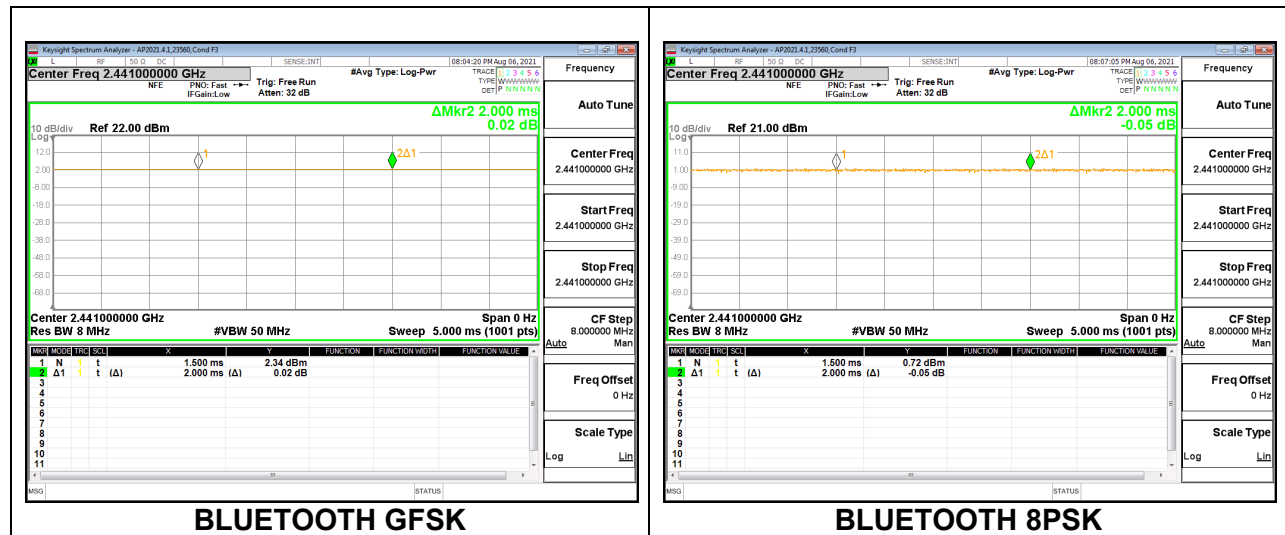 Keysight Spectrum Analyzer - AP2021.4.1,23560,Cond F3
L RF 50 Ω DC SENSE:INT 08:04:20 PM Aug 06, 2021
Center Freq 2.441000000 GHz
NFE
PNO: Fast
IFGain:Low
Trig: Free Run
Atten: 32 dB
#Avg Type: Log-Pwr
TRACE 1 2 3 4 5 6
TYPE W
DET P N N N N N
ΔMkr2 2.000 ms
0.02 dB
10 dB/div Ref 22.00 dBm
Log
12.0
2.00
-8.00
-18.0
-28.0
-38.0
-48.0
-58.0
-68.0
1
2Δ1
Center 2.441000000 GHz Span 0 Hz
Res BW 8 MHz #VBW 50 MHz Sweep 5.000 ms (1001 pts)
MKR MODE TRC SCL X Y FUNCTION FUNCTION WIDTH FUNCTION VALUE
1 N 1 t 1.500 ms 2.34 dBm
2 Δ1 1 t (Δ) 2.000 ms (Δ) 0.02 dB
3
4
5
6
7
8
9
10
11
MSG STATUS
Frequency
Auto Tune
Center Freq
2.441000000 GHz
Start Freq
2.441000000 GHz
Stop Freq
2.441000000 GHz
CF Step
8.000000 MHz
Auto Man
Freq Offset
0 Hz
Scale Type
Log Lin
BLUETOOTH GFSK
Keysight Spectrum Analyzer - AP2021.4.1,23560,Cond F3
L RF 50 Ω DC SENSE:INT 08:07:05 PM Aug 06, 2021
Center Freq 2.441000000 GHz
NFE
PNO: Fast
IFGain:Low
Trig: Free Run
Atten: 32 dB
#Avg Type: Log-Pwr
TRACE 1 2 3 4 5 6
TYPE W
DET P N N N N N
ΔMkr2 2.000 ms
-0.05 dB
10 dB/div Ref 21.00 dBm
Log
11.0
1.00
-9.00
-19.0
-29.0
-39.0
-49.0
-59.0
-69.0
1
2Δ1
Center 2.441000000 GHz Span 0 Hz
Res BW 8 MHz #VBW 50 MHz Sweep 5.000 ms (1001 pts)
MKR MODE TRC SCL X Y FUNCTION FUNCTION WIDTH FUNCTION VALUE
1 N 1 t 1.500 ms 0.72 dBm
2 Δ1 1 t (Δ) 2.000 ms (Δ) -0.05 dB
3
4
5
6
7
8
9
10
11
MSG STATUS
Frequency
Auto Tune
Center Freq
2.441000000 GHz
Start Freq
2.441000000 GHz
Stop Freq
2.441000000 GHz
CF Step
8.000000 MHz
Auto Man
Freq Offset
0 Hz
Scale Type
Log Lin
BLUETOOTH 8PSK